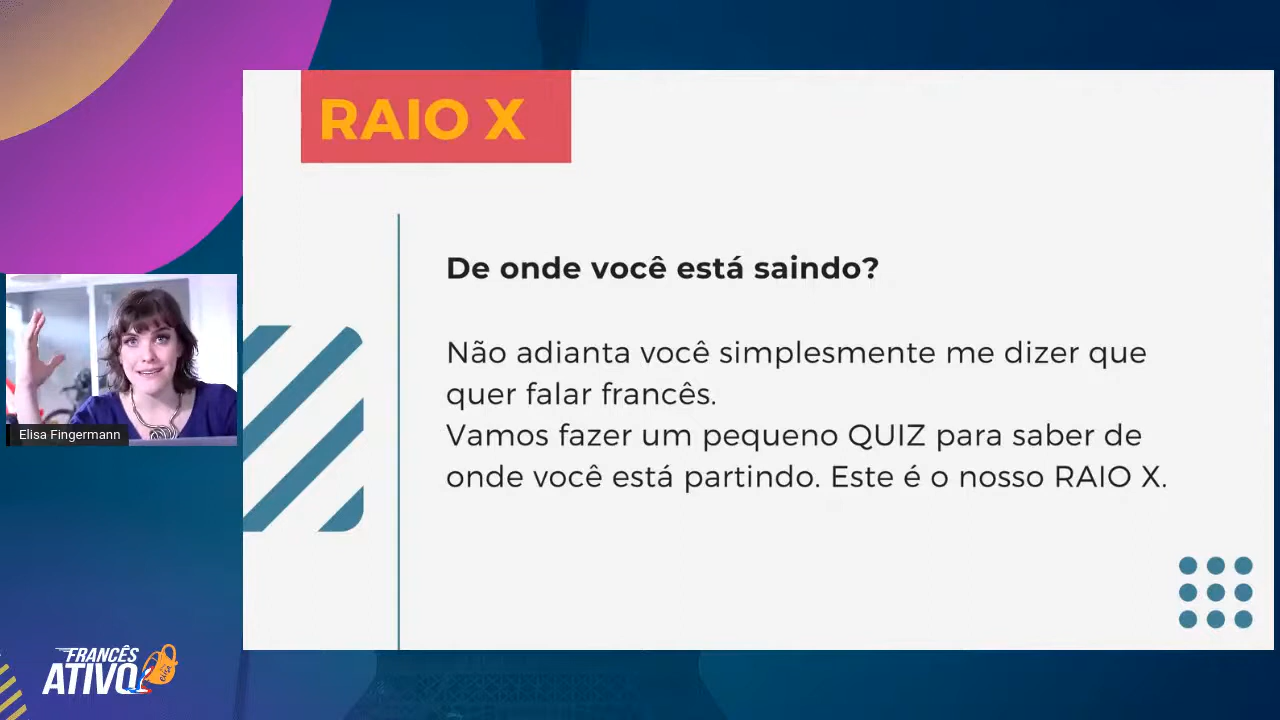 RAIO X
De onde você está saindo?
Não adianta você simplesmente me dizer que
quer falar francês.
Vamos fazer um pequeno QUIZ para saber de
onde você está partindo. Este é o nosso RAIO X.
Elisa Fingermann
FRANCÊS
ATIVO